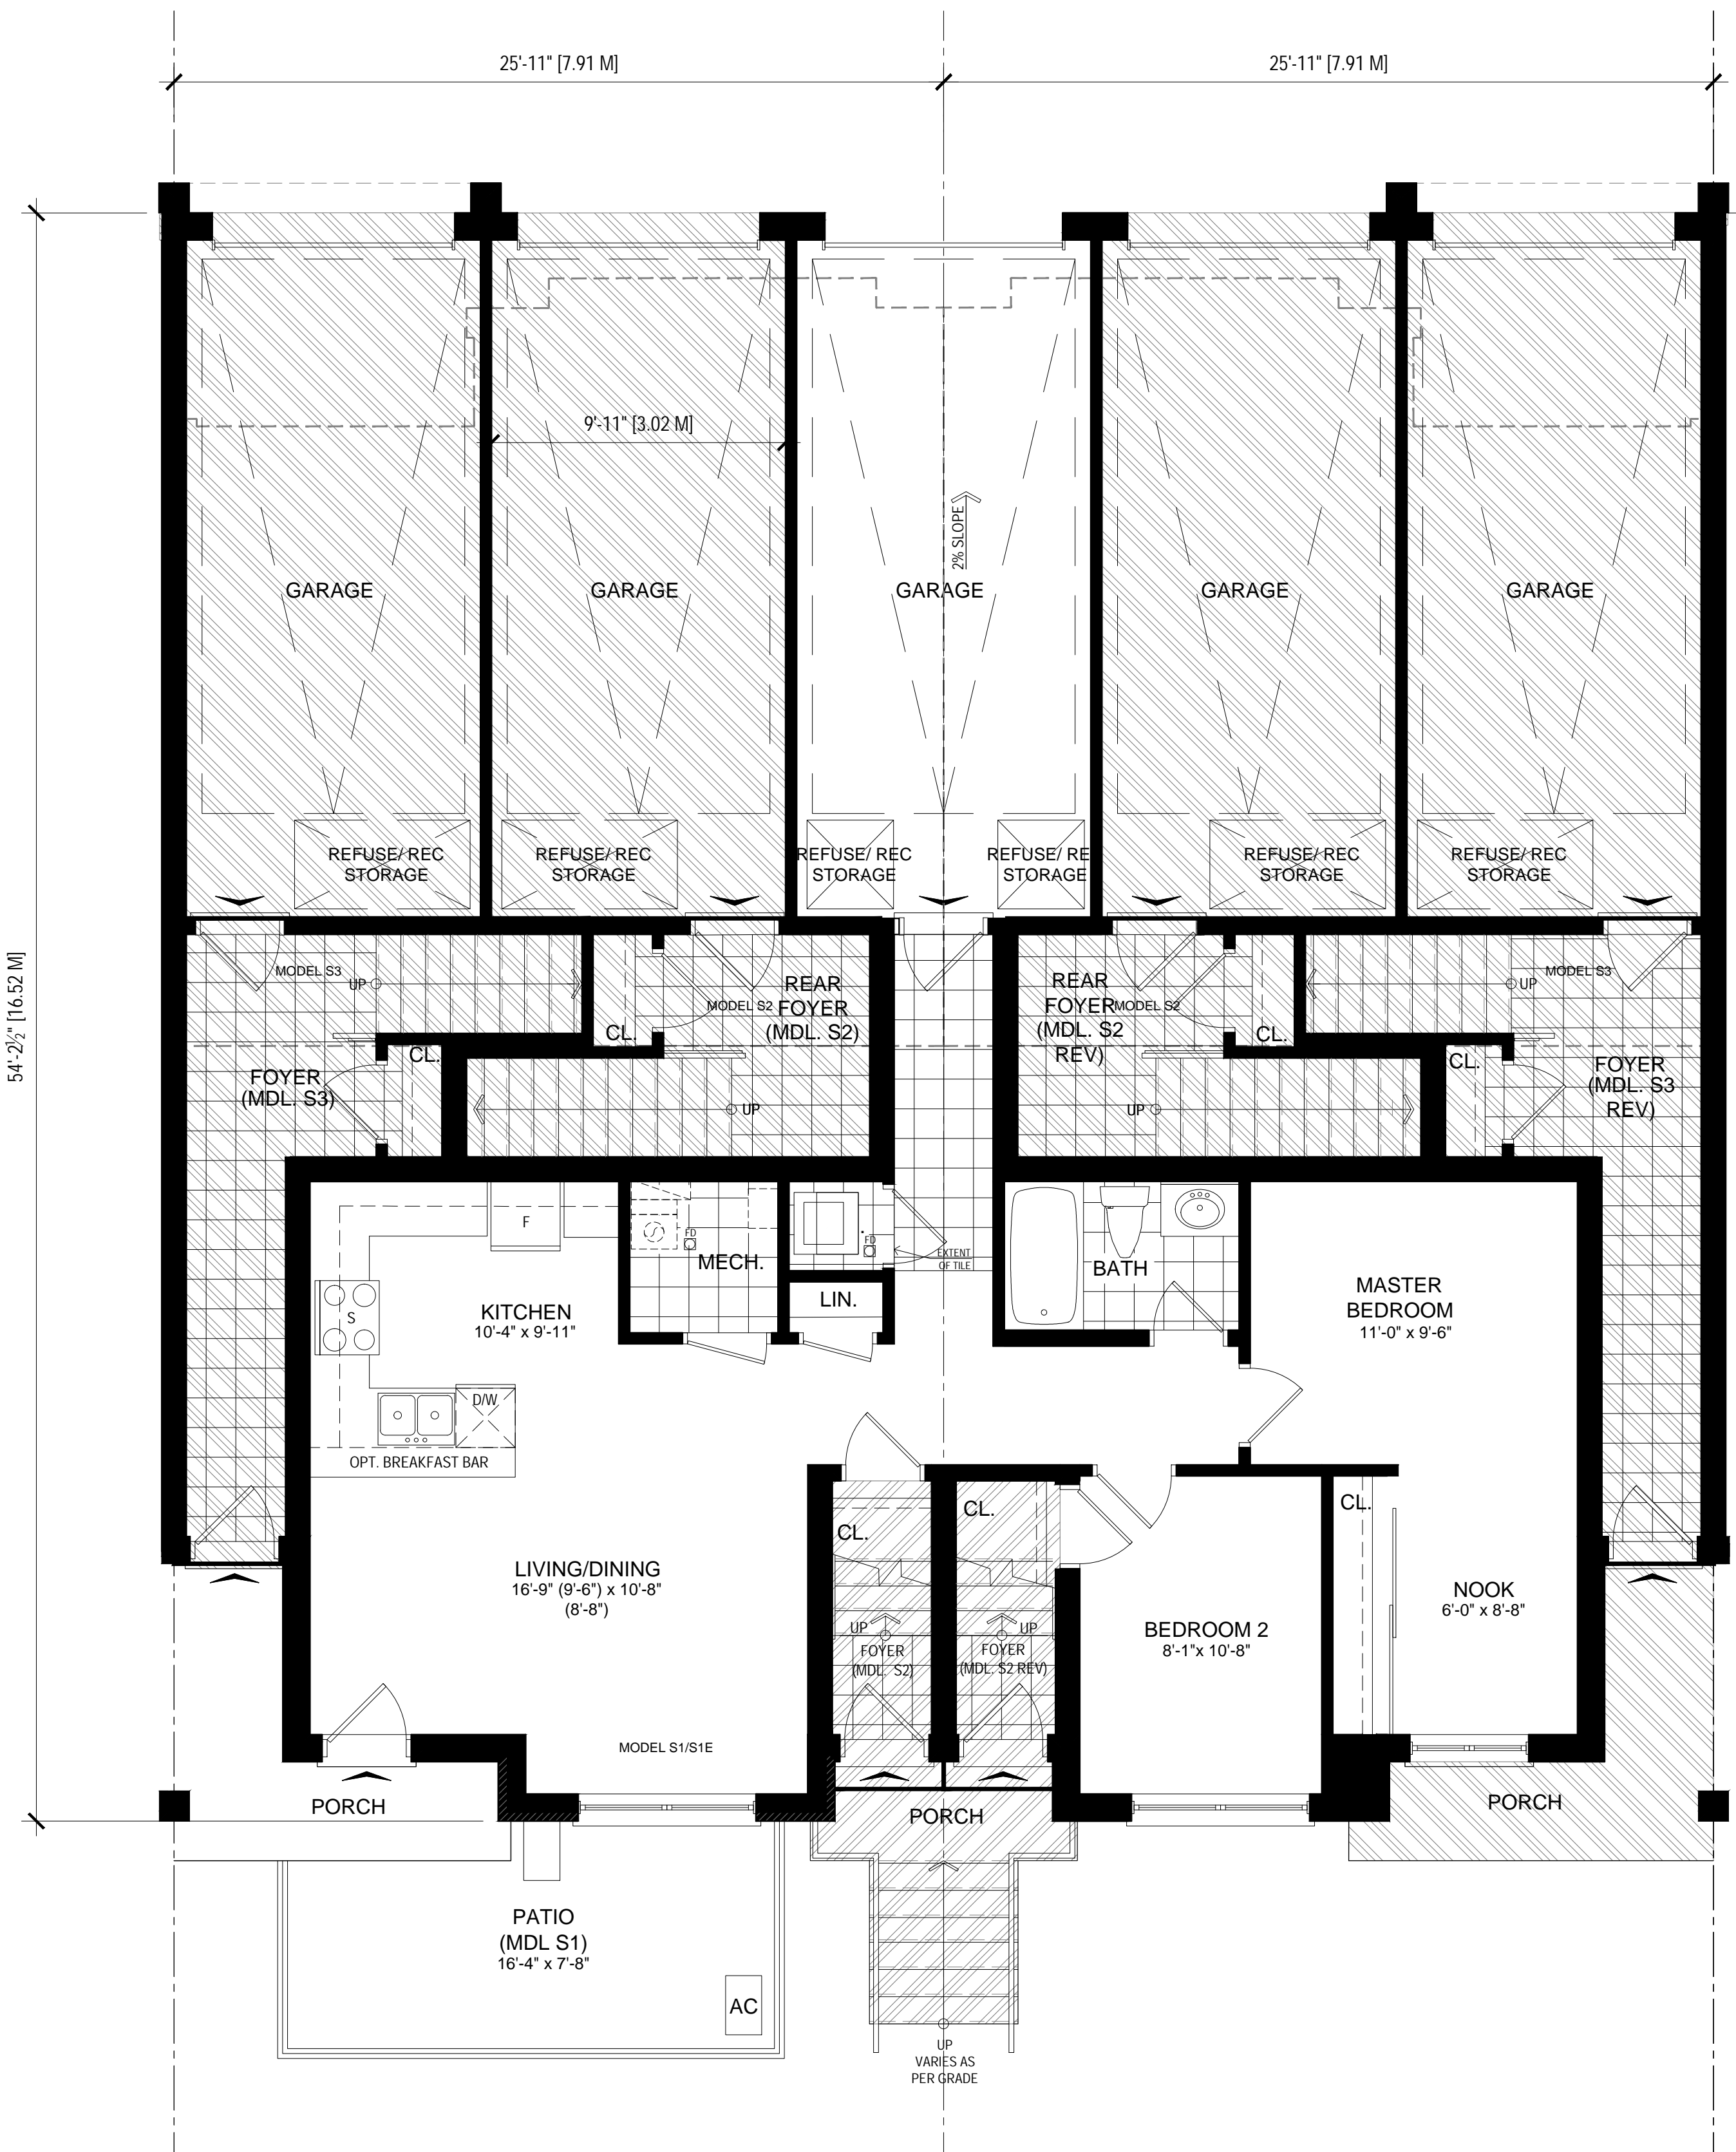 25'-11" [7.91 M]
25'-11" [7.91 M]
9'-11" [3.02 M]
2% SLOPE
GARAGE
GARAGE
GARAGE
GARAGE
GARAGE
REFUSE/ REC
STORAGE
REFUSE/ REC
STORAGE
REFUSE/ REC
STORAGE
REFUSE/ RE
STORAGE
REFUSE/ REC
STORAGE
REFUSE/ REC
STORAGE
54'-2½" [16.52 M]
MODEL S3
UP
CL.
FOYER
(MDL. S3)
CL.
MODEL S2
REAR
FOYER
(MDL. S2)
UP
REAR
FOYER
(MDL. S2
REV)
MODEL S2
CL.
UP
MODEL S3
UP
CL.
FOYER
(MDL. S3
REV)
F
S
KITCHEN
10'-4" x 9'-11"
D/W
OPT. BREAKFAST BAR
FD
MECH.
FD
EXTENT
OF TILE
LIN.
BATH
MASTER
BEDROOM
11'-0" x 9'-6"
CL.
CL.
CL.
LIVING/DINING
16'-9" (9'-6") x 10'-8"
(8'-8")
UP
FOYER
(MDL. S2)
UP
FOYER
(MDL. S2 REV)
BEDROOM 2
8'-1"x 10'-8"
NOOK
6'-0" x 8'-8"
MODEL S1/S1E
PORCH
PORCH
PORCH
PATIO
(MDL S1)
16'-4" x 7'-8"
AC
UP
VARIES AS
PER GRADE